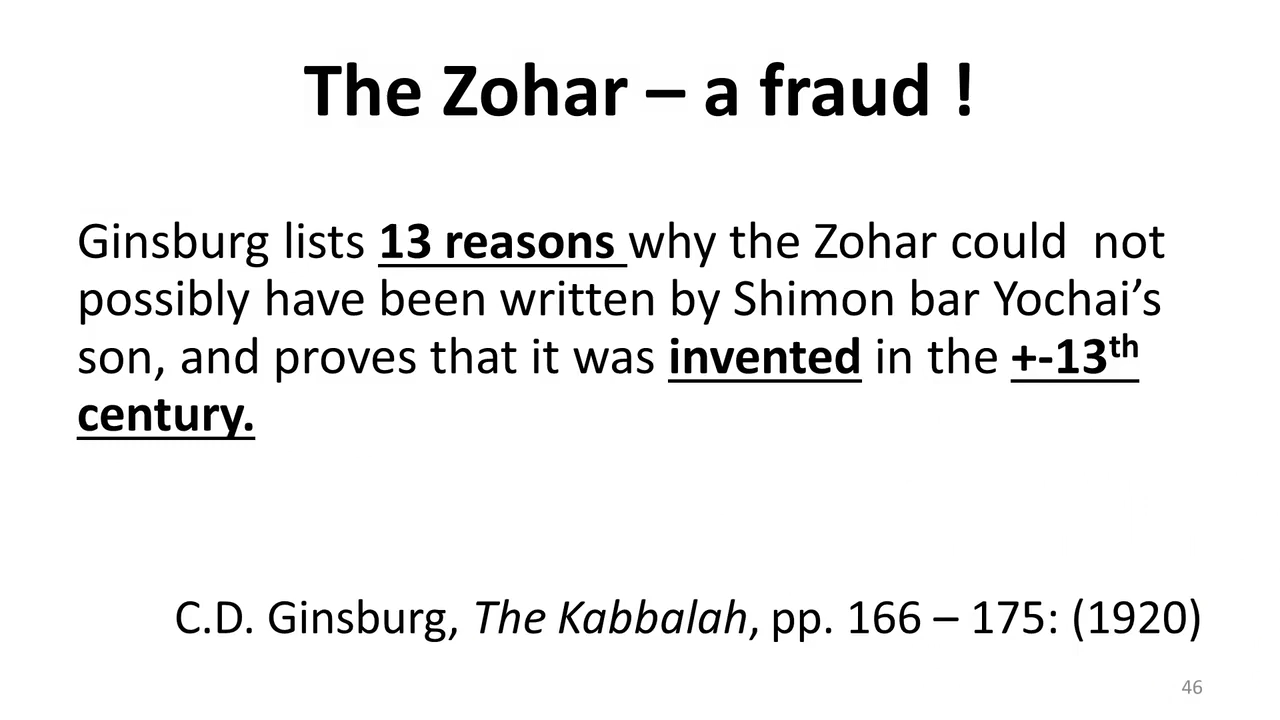 The Zohar – a fraud !
Ginsburg lists 13 reasons why the Zohar could  not
possibly have been written by Shimon bar Yochai’s
son, and proves that it was invented in the +-13th
century.
C.D. Ginsburg, The Kabbalah, pp. 166 – 175: (1920)
46